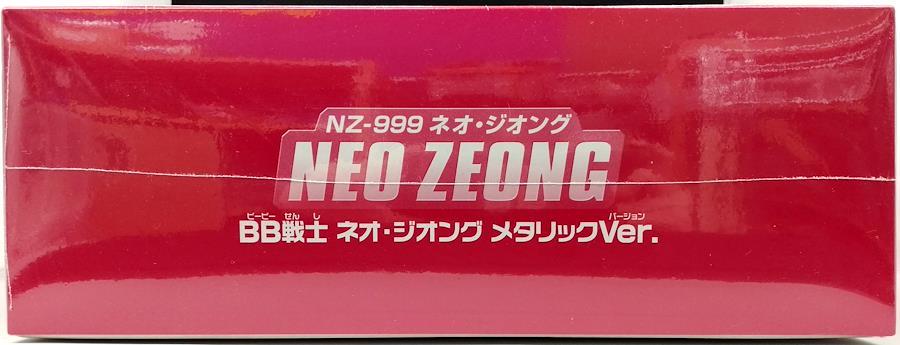 NZ-999 ネオ・ジオング
NEO ZEONG
ビービー せんし バージョン
BB戦士 ネオ・ジオング メタリックVer.